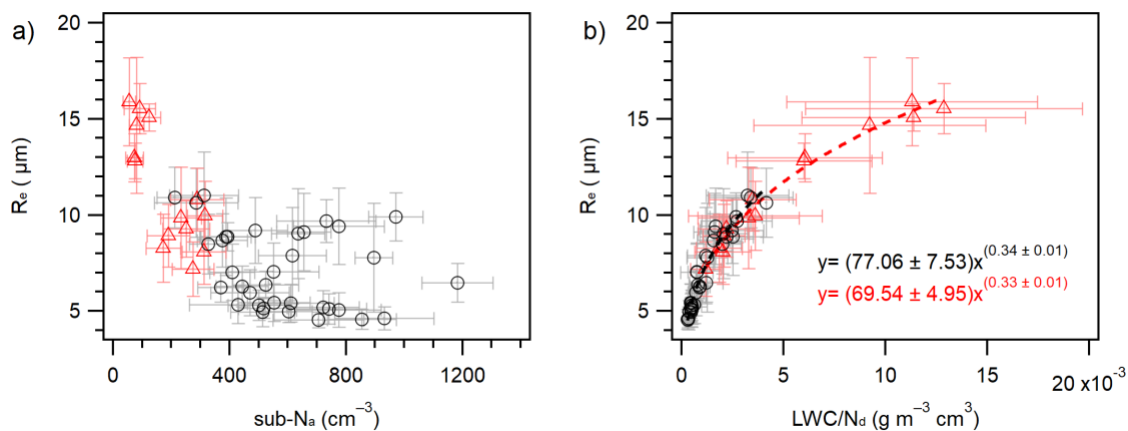 a)
20
15
10
5
Re ( μm)
0
400
800
1200
sub-Na (cm⁻³)
b)
20
15
10
5
Re ( μm)
y= (77.06 ± 7.53)x^(0.34 ± 0.01)
y= (69.54 ± 4.95)x^(0.33 ± 0.01)
0
5
10
15
20 x10⁻³
LWC/Nd (g m⁻³ cm³)